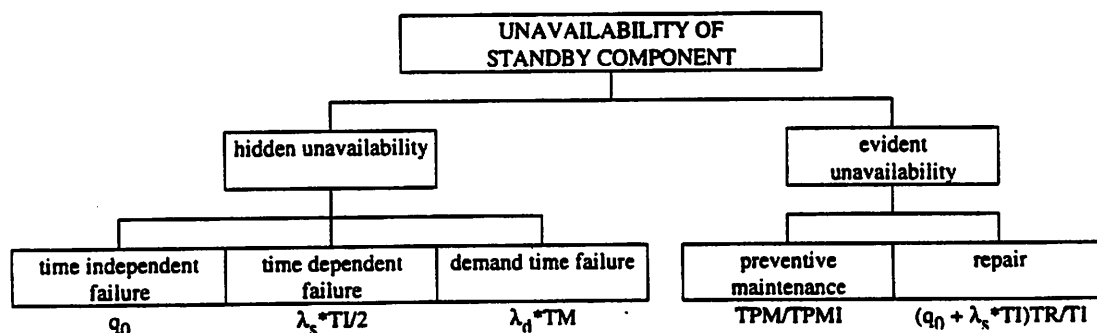 UNAVAILABILITY OF
STANDBY COMPONENT
hidden unavailability
evident
unavailability
time independent
failure
time dependent
failure
demand time failure
preventive
maintenance
repair
q₀
λₛ*TI/2
λ_d*TM
TPM/TPMI
(q₀ + λₛ*TI)TR/TI